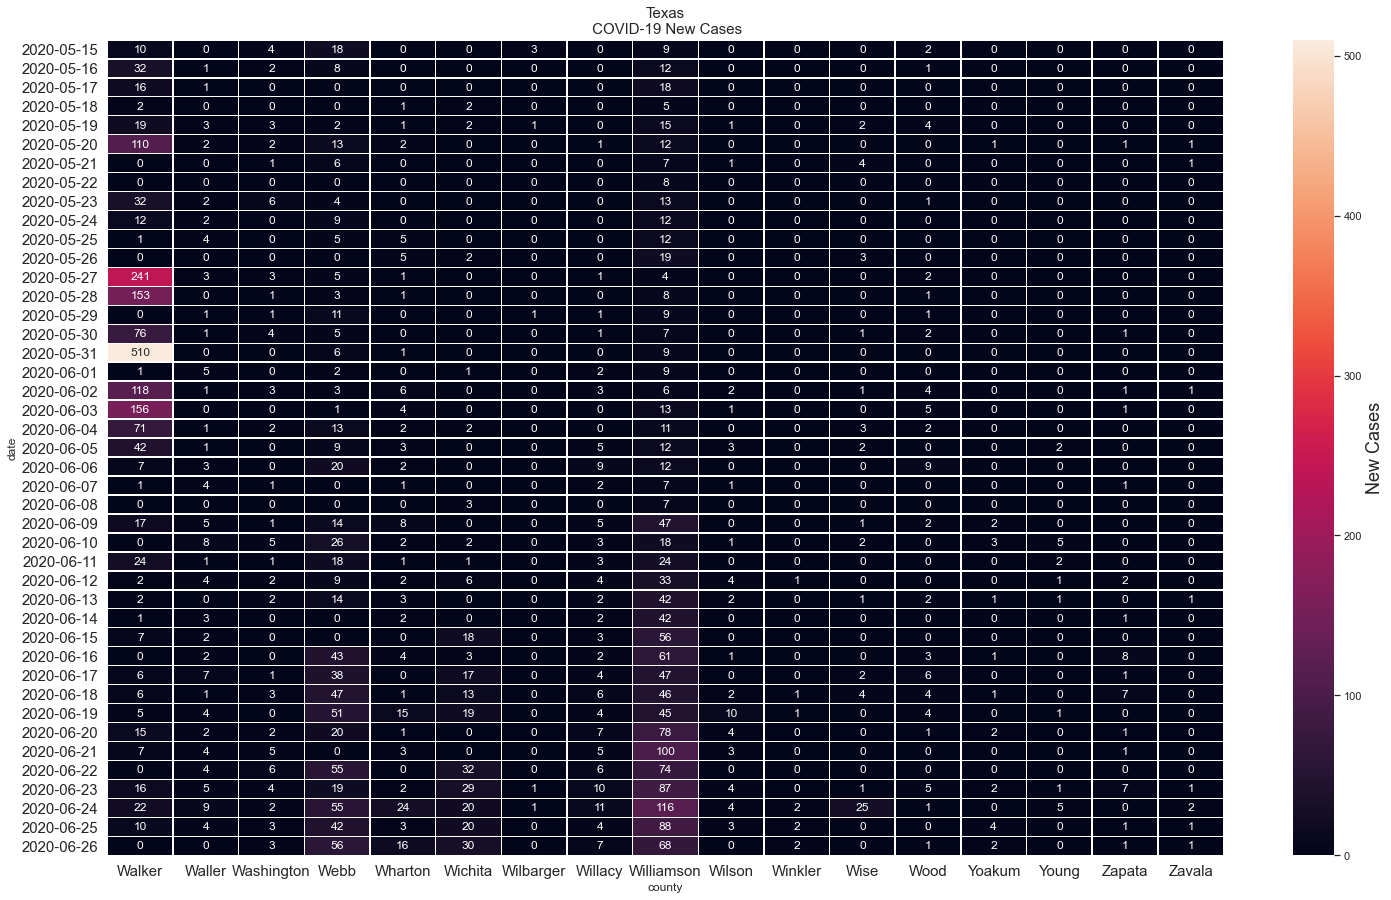 Texas
COVID-19 New Cases
2020-05-15 10 0 4 18 0 0 3 0 9 0 0 0 2 0 0 0 0
2020-05-16 32 1 2 8 0 0 0 0 12 0 0 0 1 0 0 0 0
2020-05-17 16 1 0 0 0 0 0 0 18 0 0 0 0 0 0 0 0
2020-05-18 2 0 0 0 1 2 0 0 5 0 0 0 0 0 0 0 0
2020-05-19 19 3 3 2 1 2 1 0 15 1 0 2 4 0 0 0 0
2020-05-20 110 2 2 13 2 0 0 1 12 0 0 0 0 1 0 1 1
2020-05-21 0 0 1 6 0 0 0 0 7 1 0 4 0 0 0 0 1
2020-05-22 0 0 0 0 0 0 0 0 8 0 0 0 0 0 0 0 0
2020-05-23 32 2 6 4 0 0 0 0 13 0 0 0 1 0 0 0 0
2020-05-24 12 2 0 9 0 0 0 0 12 0 0 0 0 0 0 0 0
2020-05-25 1 4 0 5 5 0 0 0 12 0 0 0 0 0 0 0 0
2020-05-26 0 0 0 0 5 2 0 0 19 0 0 3 0 0 0 0 0
2020-05-27 241 3 3 5 1 0 0 1 4 0 0 0 2 0 0 0 0
2020-05-28 153 0 1 3 1 0 0 0 8 0 0 0 1 0 0 0 0
2020-05-29 0 1 1 11 0 0 1 1 9 0 0 0 1 0 0 0 0
2020-05-30 76 1 4 5 0 0 0 1 7 0 0 1 2 0 0 1 0
2020-05-31 510 0 0 6 1 0 0 0 9 0 0 0 0 0 0 0 0
2020-06-01 1 5 0 2 0 1 0 2 9 0 0 0 0 0 0 0 0
2020-06-02 118 1 3 3 6 0 0 3 6 2 0 1 4 0 0 1 1
2020-06-03 156 0 0 1 4 0 0 0 13 1 0 0 5 0 0 1 0
2020-06-04 71 1 2 13 2 2 0 0 11 0 0 3 2 0 0 0 0
2020-06-05 42 1 0 9 3 0 0 5 12 3 0 2 0 0 2 0 0
2020-06-06 7 3 0 20 2 0 0 9 12 0 0 0 9 0 0 0 0
2020-06-07 1 4 1 0 1 0 0 2 7 1 0 0 0 0 0 1 0
2020-06-08 0 0 0 0 0 3 0 0 7 0 0 0 0 0 0 0 0
2020-06-09 17 5 1 14 8 0 0 5 47 0 0 1 2 2 0 0 0
2020-06-10 0 8 5 26 2 2 0 3 18 1 0 2 0 3 5 0 0
2020-06-11 24 1 1 18 1 1 0 3 24 0 0 0 0 0 2 0 0
2020-06-12 2 4 2 9 2 6 0 4 33 4 1 0 0 0 1 2 0
2020-06-13 2 0 2 14 3 0 0 2 42 2 0 1 2 1 1 0 1
2020-06-14 1 3 0 0 2 0 0 2 42 0 0 0 0 0 0 1 0
2020-06-15 7 2 0 0 0 18 0 3 56 0 0 0 0 0 0 0 0
2020-06-16 0 2 0 43 4 3 0 2 61 1 0 0 3 1 0 8 0
2020-06-17 6 7 1 38 0 17 0 4 47 0 0 2 6 0 0 1 0
2020-06-18 6 1 3 47 1 13 0 6 46 2 1 4 4 1 0 7 0
2020-06-19 5 4 0 51 15 19 0 4 45 10 1 0 4 0 1 0 0
2020-06-20 15 2 2 20 1 0 0 7 78 4 0 0 1 2 0 1 0
2020-06-21 7 4 5 0 3 0 0 5 100 3 0 0 0 0 0 1 0
2020-06-22 0 4 6 55 0 32 0 6 74 0 0 0 0 0 0 0 0
2020-06-23 16 5 4 19 2 29 1 10 87 4 0 1 5 2 1 7 1
2020-06-24 22 9 2 55 24 20 1 11 116 4 2 25 1 0 5 0 2
2020-06-25 10 4 3 42 3 20 0 4 88 3 2 0 0 4 0 1 1
2020-06-26 0 0 3 56 16 30 0 7 68 0 2 0 1 2 0 1 1
Walker Waller Washington Webb Wharton Wichita Wilbarger Willacy Williamson Wilson Winkler Wise Wood Yoakum Young Zapata Zavala
county
date
500
400
300
200
100
0
New Cases